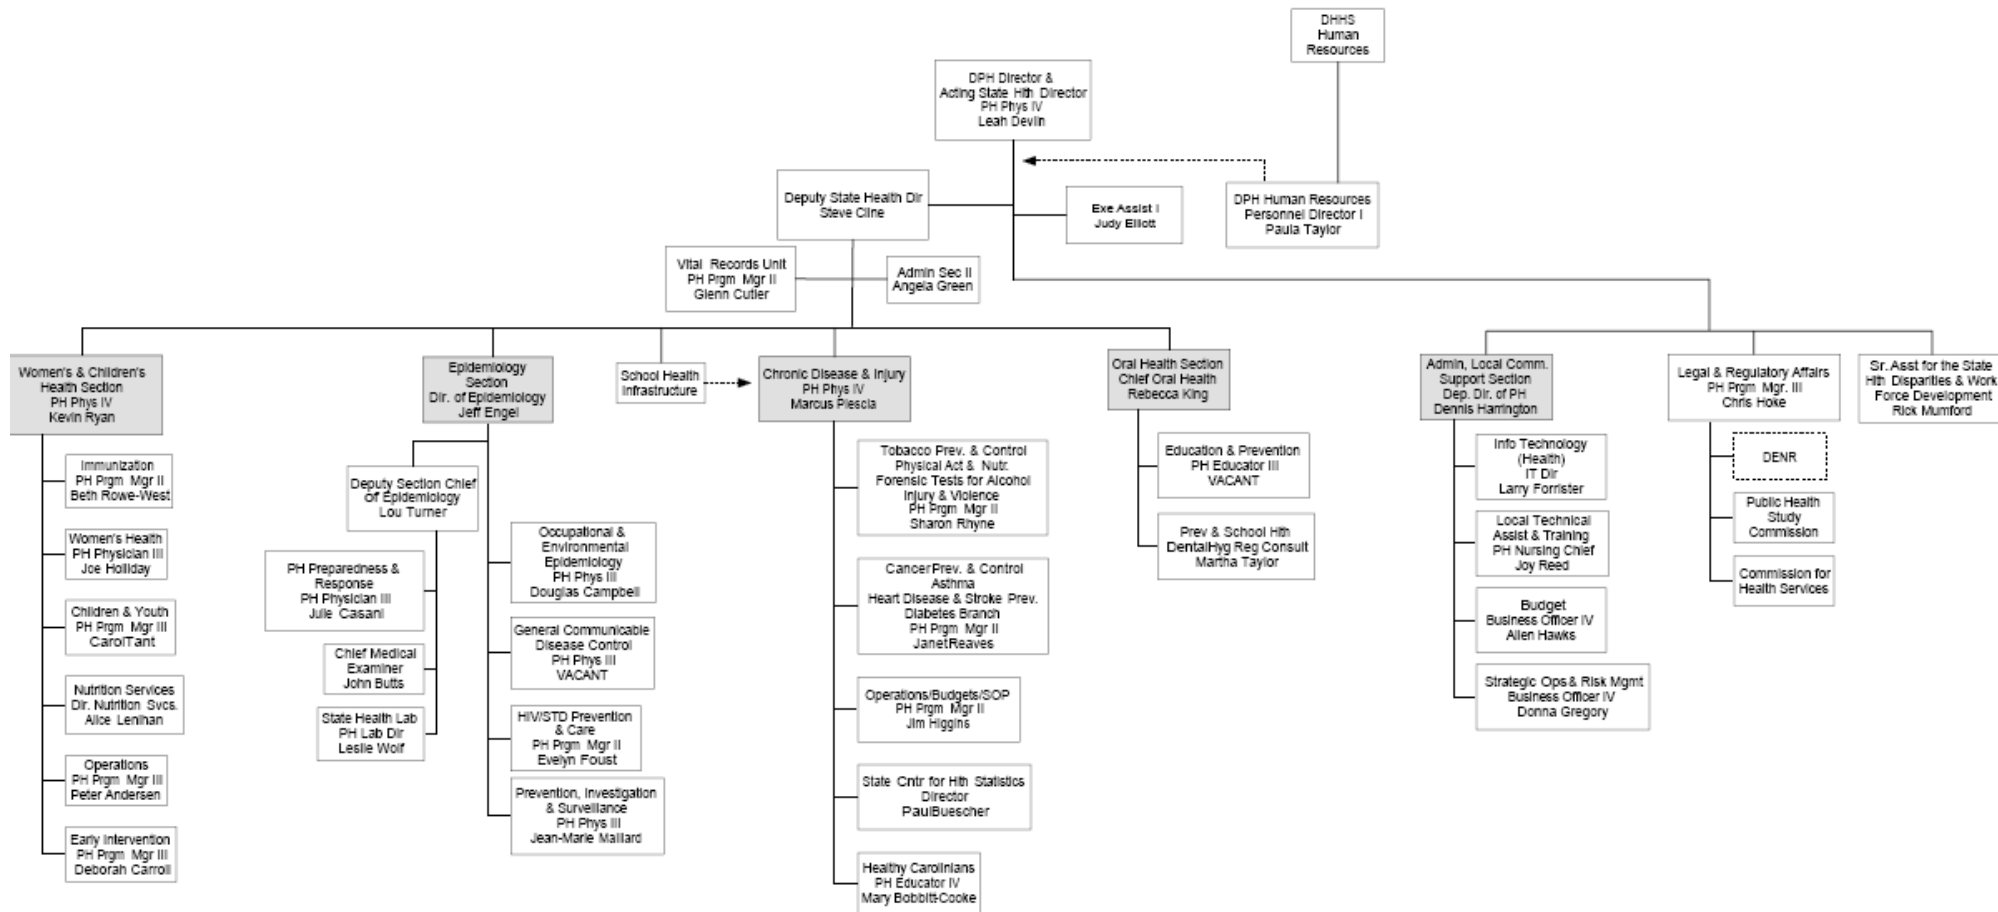 DHHS
Human
Resources
DPH Director &
Acting State Hlth Director
PH Phys IV
Leah Devlin
Deputy State Health Dir
Steve Cline
Exe Assist I
Judy Elliott
DPH Human Resources
Personnel Director I
Paula Taylor
Vital Records Unit
PH Prgm Mgr II
Glenn Cutler
Admin Sec II
Angela Green
Women's & Children's
Health Section
PH Phys IV
Kevin Ryan
Immunization
PH Prgm Mgr II
Beth Rowe-West
Women's Health
PH Physician III
Joe Holliday
Children & Youth
PH Prgm Mgr III
CarolTant
Nutrition Services
Dir. Nutrition Svcs.
Alice Lenihan
Operations
PH Prgm Mgr III
Peter Andersen
Early Intervention
PH Prgm Mgr III
Deborah Carroll
Epidemiology
Section
Dir. of Epidemiology
Jeff Engel
Deputy Section Chief
of Epidemiology
Lou Turner
PH Preparedness &
Response
PH Physician III
Julie Casani
Chief Medical
Examiner
John Butts
State Health Lab
PH Lab Dir
Leslie Wolf
Occupational &
Environmental
Epidemiology
PH Phys III
Douglas Campbell
General Communicable
Disease Control
PH Phys III
VACANT
HIV/STD Prevention
& Care
PH Prgm Mgr II
Evelyn Foust
Prevention, Investigation
& Surveillance
PH Phys III
Jean-Marie Maillard
School Health
Infrastructure
Chronic Disease & Injury
PH Phys IV
Marcus Plescia
Tobacco Prev. & Control
Physical Act & Nutr.
Forensic Tests for Alcohol
Injury & Violence
PH Prgm Mgr II
Sharon Rhyne
CancerPrev. & Control
Asthma
Heart Disease & Stroke Prev.
Diabetes Branch
PH Prgm Mgr II
JanetReaves
Operations/Budgets/SOP
PH Prgm Mgr II
Jim Higgins
State Cntr for Hlth Statistics
Director
PaulBuescher
Healthy Carolinians
PH Educator IV
Mary Bobbitt-Cooke
Oral Health Section
Chief Oral Health
Rebecca King
Education & Prevention
PH Educator III
VACANT
Prev & School Hlth
DentalHyg Reg Consult
Martha Taylor
Admin, Local Comm.
Support Section
Dep. Dir. of PH
Dennis Harrington
Info Technology
(Health)
IT Dir
Larry Forrister
Local Technical
Assist & Training
PH Nursing Chief
Joy Reed
Budget
Business Officer IV
Allen Hawks
Strategic Ops & Risk Mgmt
Business Officer IV
Donna Gregory
Legal & Regulatory Affairs
PH Prgm Mgr. III
Chris Hoke
DENR
Public Health
Study
Commission
Commission for
Health Services
Sr. Asst for the State
Hlth Disparities & Work
Force Development
Rick Mumford